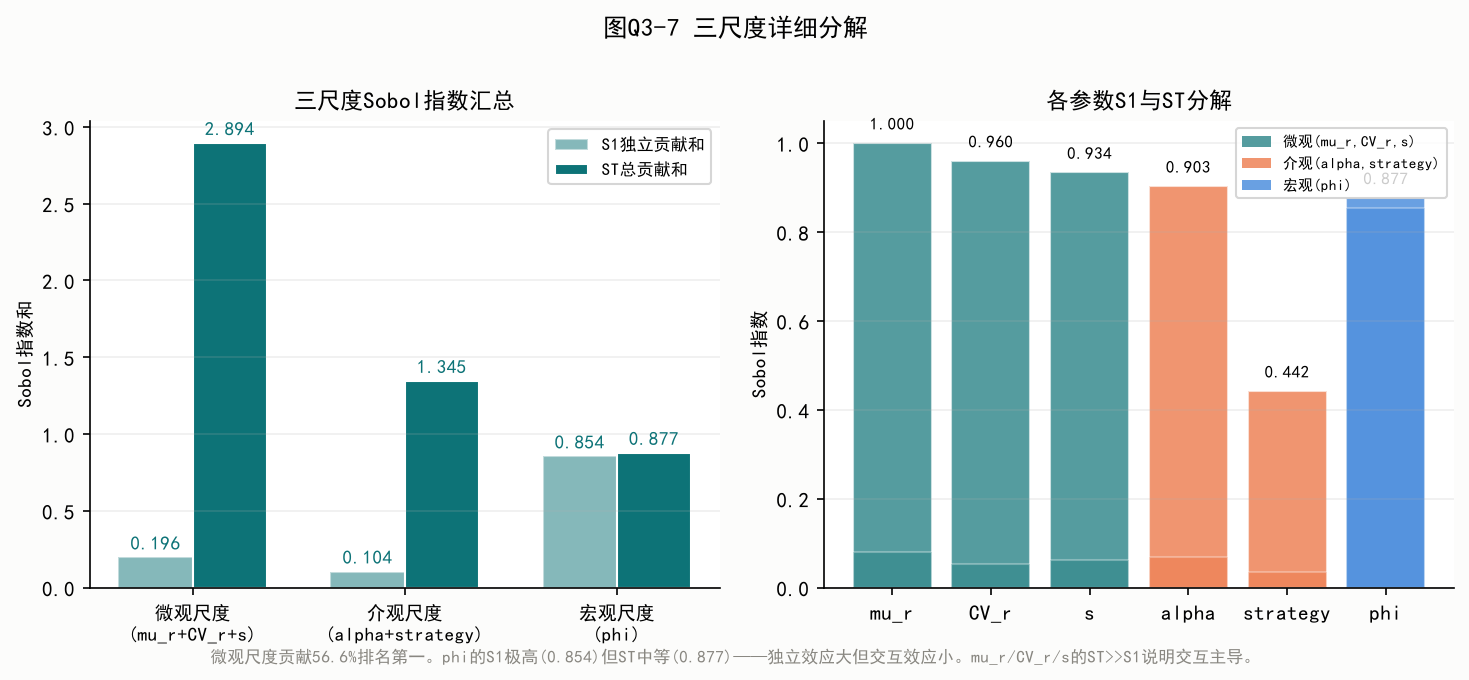 图Q3-7 三尺度详细分解
三尺度Sobol指数汇总
Sobol指数和
3.0
2.5
2.0
1.5
1.0
0.5
0.0
S1独立贡献和
ST总贡献和
0.196
2.894
0.104
1.345
0.854
0.877
微观尺度
(mu_r+CV_r+s)
介观尺度
(alpha+strategy)
宏观尺度
(phi)
各参数S1与ST分解
Sobol指数
1.0
0.8
0.6
0.4
0.2
0.0
微观(mu_r,CV_r,s)
介观(alpha,strategy)
宏观(phi)
1.000
0.960
0.934
0.903
0.442
0.877
mu_r
CV_r
s
alpha
strategy
phi
微观尺度贡献56.6%排名第一。phi的S1极高(0.854)但ST中等(0.877)——独立效应大但交互效应小。mu_r/CV_r/s的ST>>S1说明交互主导。